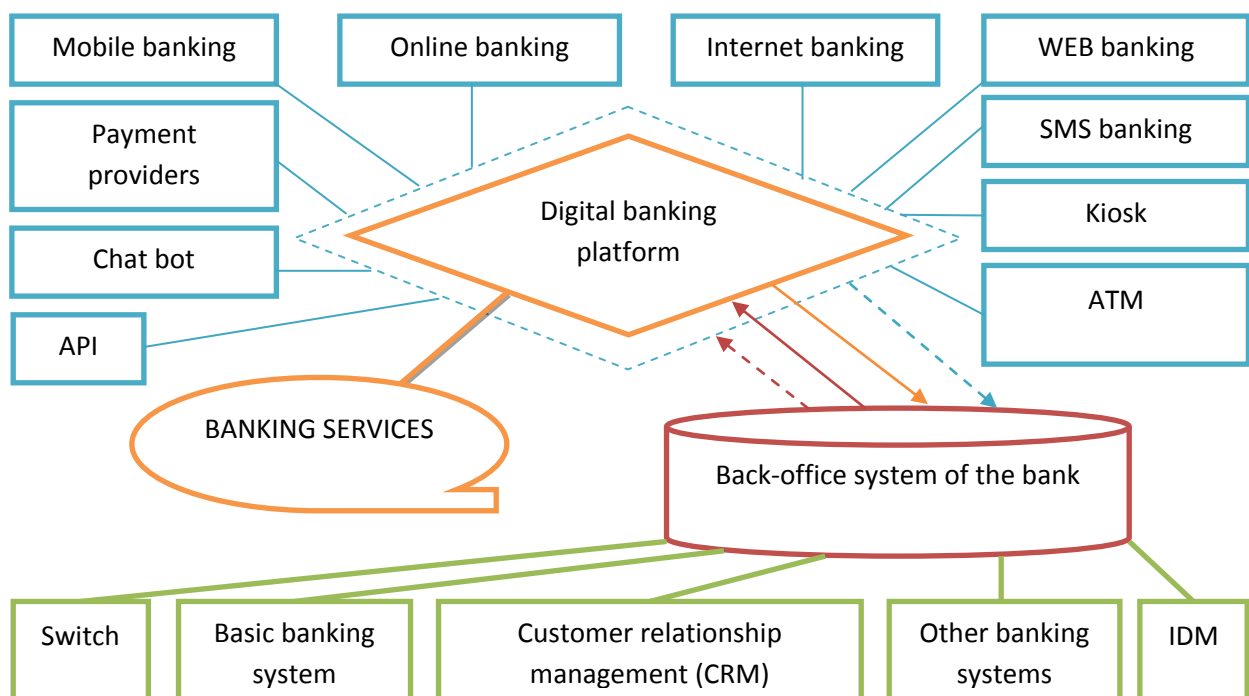 Mobile banking
Online banking
Internet banking
WEB banking
Payment
providers
SMS banking
Digital banking
platform
Kiosk
Chat bot
ATM
API
BANKING SERVICES
Back-office system of the bank
Switch
Basic banking
system
Customer relationship
management (CRM)
Other banking
systems
IDM